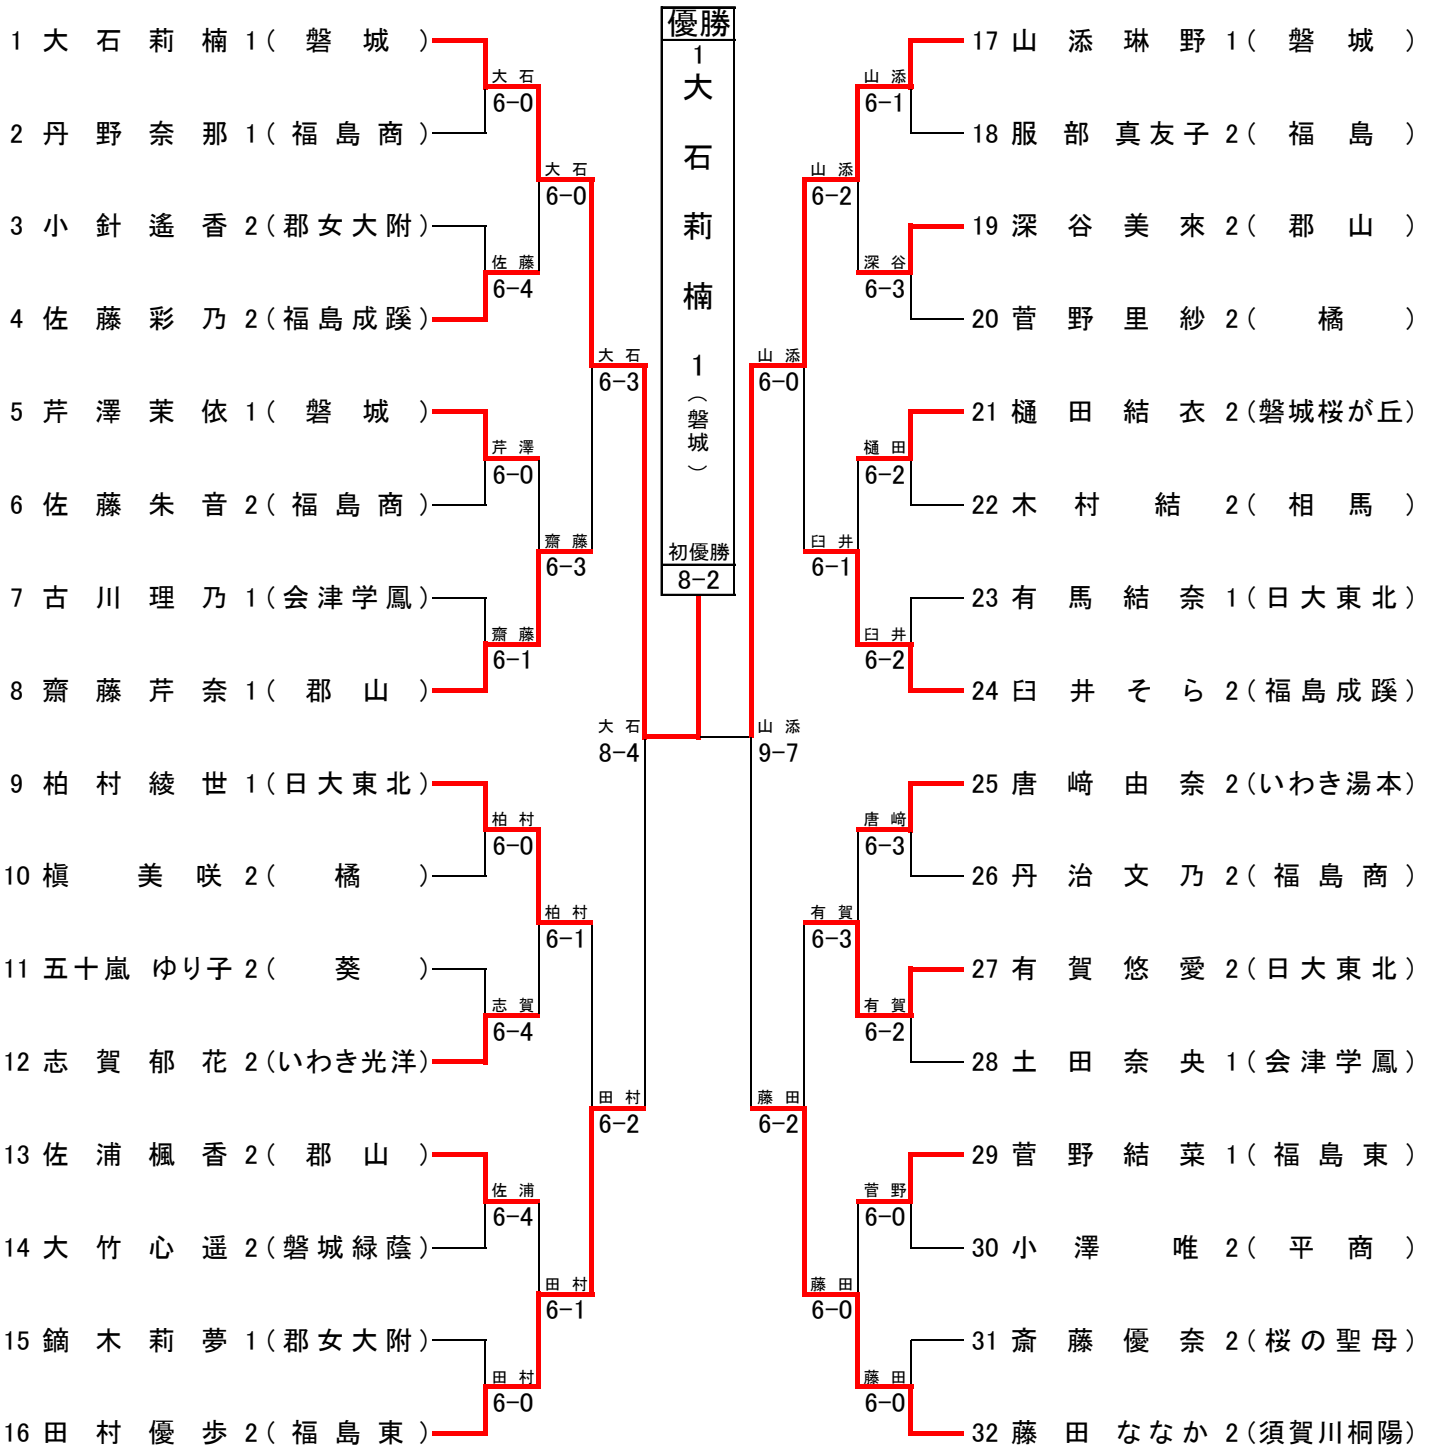 優勝
1
大石莉楠
1
（磐城）
初優勝
8-2
1 大石莉楠 1(磐城)
2 丹野奈那 1(福島商)
3 小針遙香 2(郡女大附)
4 佐藤彩乃 2(福島成蹊)
5 芹澤茉依 1(磐城)
6 佐藤朱音 2(福島商)
7 古川理乃 1(会津学鳳)
8 齋藤芹奈 1(郡山)
9 柏村綾世 1(日大東北)
10 槇美咲 2(橘)
11 五十嵐ゆり子 2(葵)
12 志賀郁花 2(いわき光洋)
13 佐浦楓香 2(郡山)
14 大竹心遥 2(磐城緑蔭)
15 鏑木莉夢 1(郡女大附)
16 田村優歩 2(福島東)
大石
6-0
佐藤
6-4
芹澤
6-0
齋藤
6-1
柏村
6-0
志賀
6-4
佐浦
6-4
田村
6-0
大石
6-0
齋藤
6-3
柏村
6-1
田村
6-1
大石
6-3
田村
6-2
大石
8-4
山添
9-7
山添
6-0
藤田
6-2
山添
6-2
臼井
6-1
有賀
6-3
藤田
6-0
山添
6-1
深谷
6-3
樋田
6-2
臼井
6-2
唐﨑
6-3
有賀
6-2
菅野
6-0
藤田
6-0
17 山添琳野 1(磐城)
18 服部真友子 2(福島)
19 深谷美來 2(郡山)
20 菅野里紗 2(橘)
21 樋田結衣 2(磐城桜が丘)
22 木村結 2(相馬)
23 有馬結奈 1(日大東北)
24 臼井そら 2(福島成蹊)
25 唐﨑由奈 2(いわき湯本)
26 丹治文乃 2(福島商)
27 有賀悠愛 2(日大東北)
28 土田奈央 1(会津学鳳)
29 菅野結菜 1(福島東)
30 小澤唯 2(平商)
31 斎藤優奈 2(桜の聖母)
32 藤田ななか 2(須賀川桐陽)